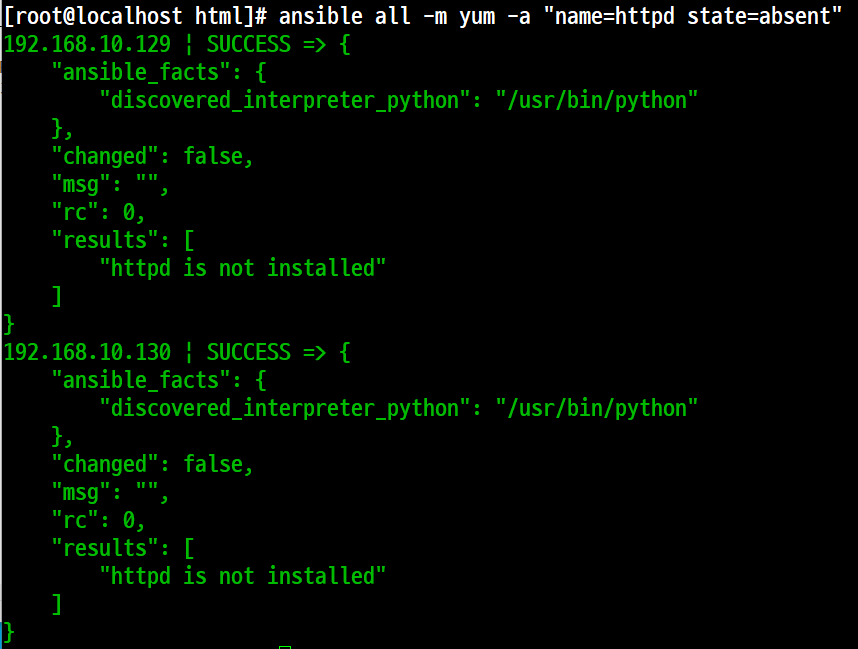 [root@localhost html]# ansible all -m yum -a "name=httpd state=absent"
192.168.10.129 | SUCCESS => {
    "ansible_facts": {
        "discovered_interpreter_python": "/usr/bin/python"
    },
    "changed": false,
    "msg": "",
    "rc": 0,
    "results": [
        "httpd is not installed"
    ]
}
192.168.10.130 | SUCCESS => {
    "ansible_facts": {
        "discovered_interpreter_python": "/usr/bin/python"
    },
    "changed": false,
    "msg": "",
    "rc": 0,
    "results": [
        "httpd is not installed"
    ]
}